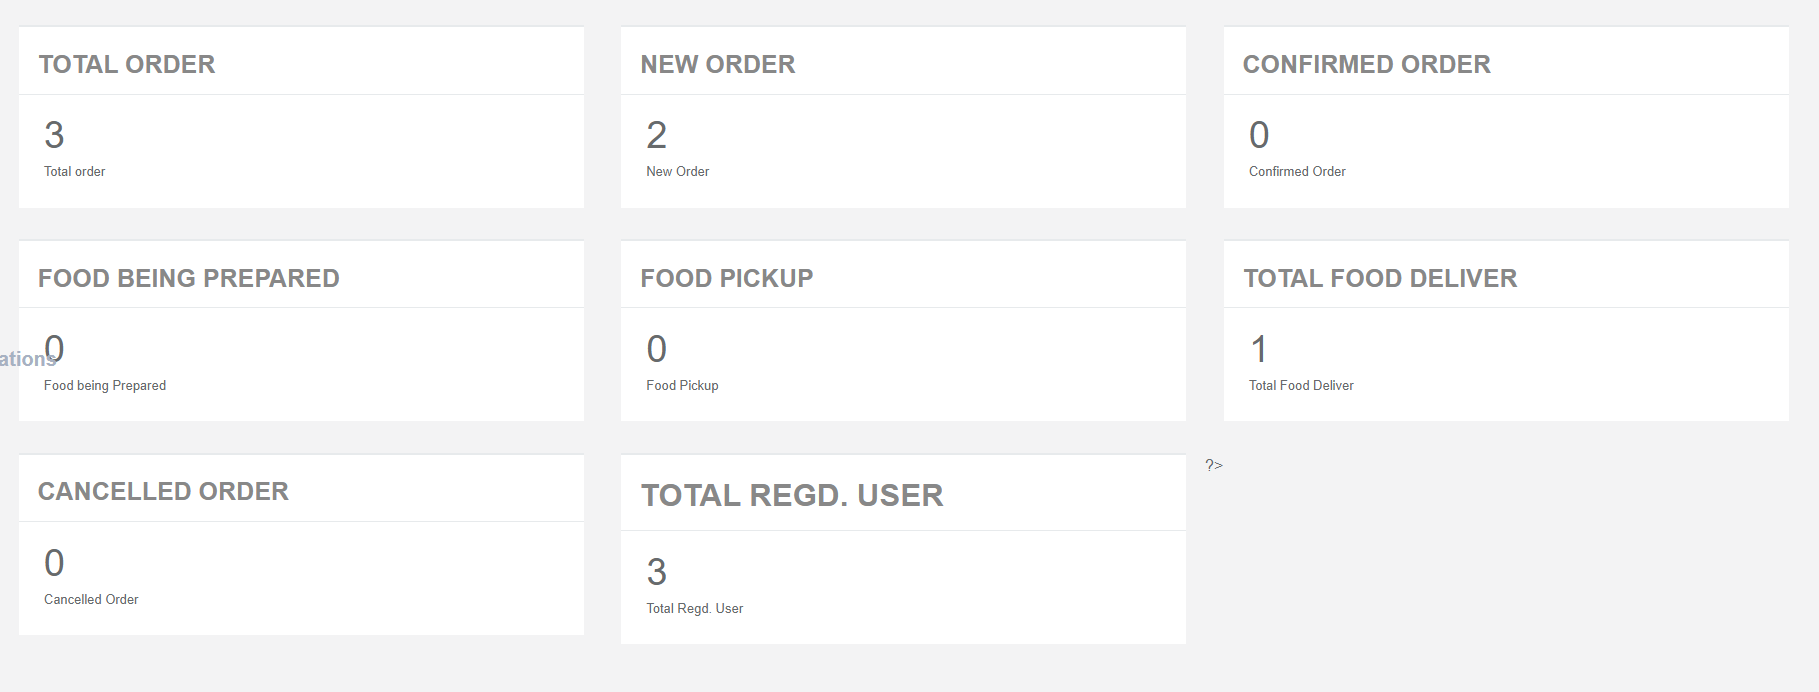 TOTAL ORDER
3
Total order
NEW ORDER
2
New Order
CONFIRMED ORDER
0
Confirmed Order
FOOD BEING PREPARED
0
ations
Food being Prepared
FOOD PICKUP
0
Food Pickup
TOTAL FOOD DELIVER
1
Total Food Deliver
CANCELLED ORDER
0
Cancelled Order
TOTAL REGD. USER
3
Total Regd. User
?>